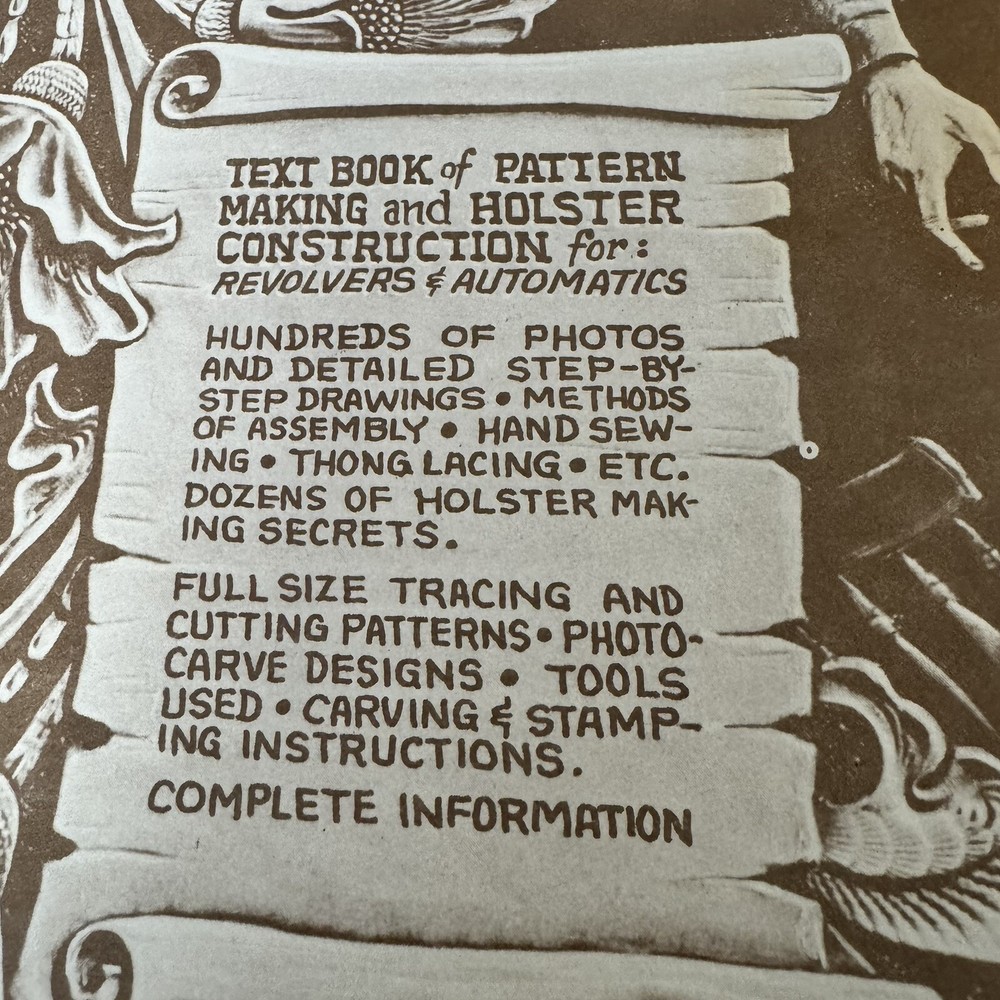 TEXT BOOK of PATTERN
MAKING and HOLSTER
CONSTRUCTION for:
REVOLVERS & AUTOMATICS
HUNDREDS OF PHOTOS
AND DETAILED STEP-BY-
STEP DRAWINGS • METHODS
OF ASSEMBLY • HAND SEW-
ING • THONG LACING • ETC.
DOZENS OF HOLSTER MAK-
ING SECRETS.
FULL SIZE TRACING AND
CUTTING PATTERNS • PHOTO-
CARVE DESIGNS • TOOLS
USED • CARVING & STAMP-
ING INSTRUCTIONS.
COMPLETE INFORMATION